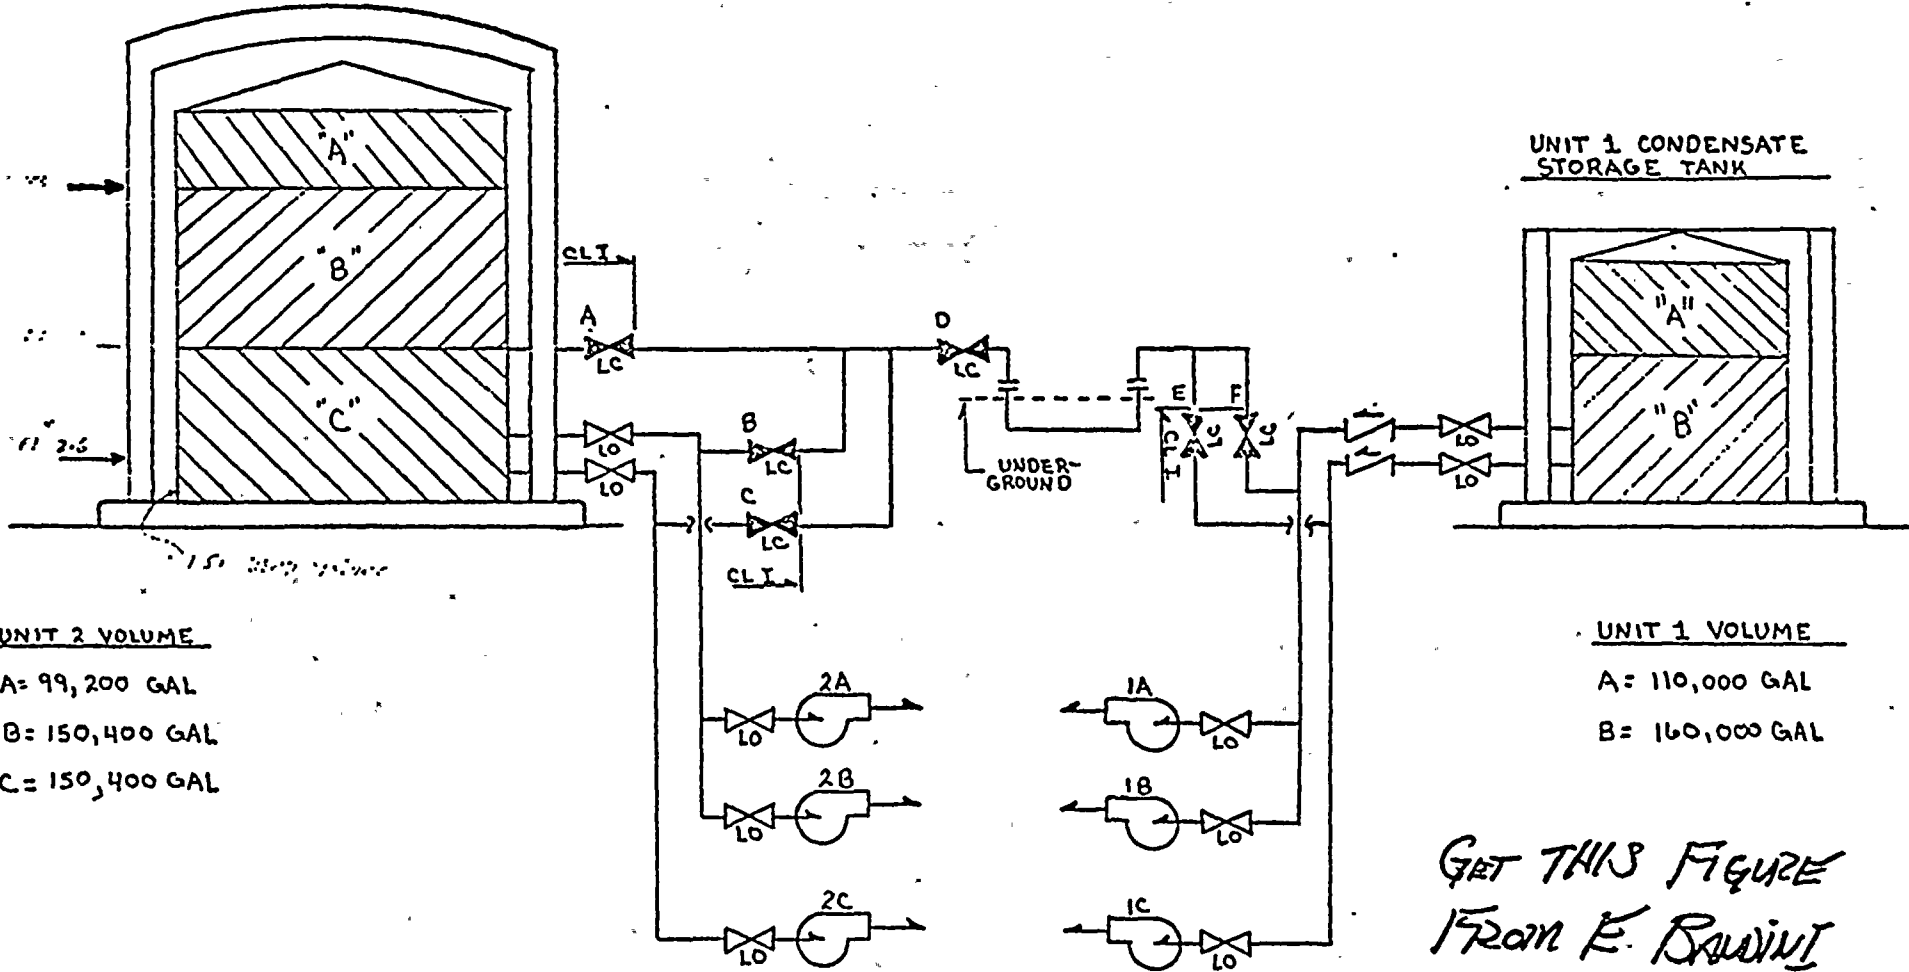 "A"
"B"
"C"
CL I
A
LC
LO
LO
B
LC
C
LC
CL I
D
LC
UNDER-
GROUND
E
F
LC
LC
CL I
UNIT 1 CONDENSATE
STORAGE TANK
"A"
"B"
LO
LO
UNIT 2 VOLUME
A= 99,200 GAL
B= 150,400 GAL
C= 150,400 GAL
2A
LO
2B
LO
2C
LO
1A
LO
1B
LO
1C
LO
UNIT 1 VOLUME
A= 110,000 GAL
B= 160,000 GAL
GET THIS FIGURE
FROM E. BALDINI